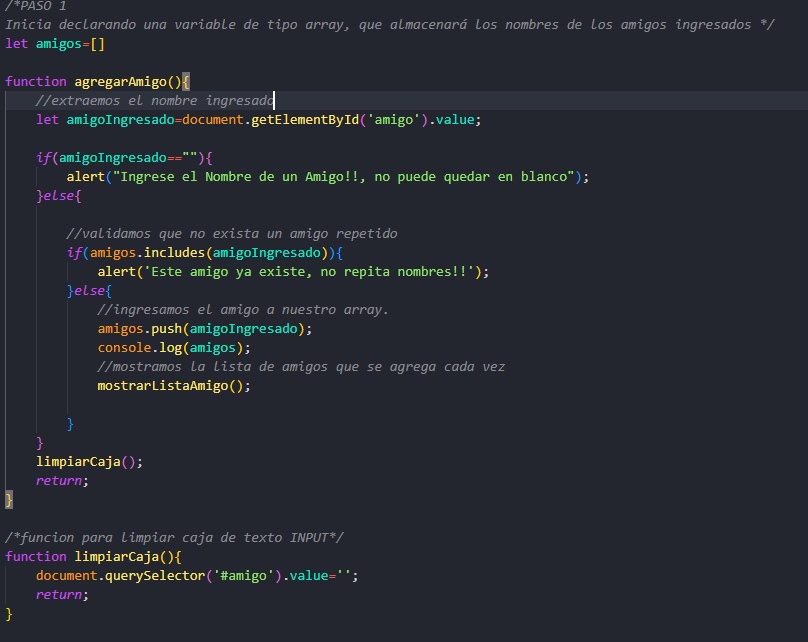 /*PASO 1
Inicia declarando una variable de tipo array, que almacenará los nombres de los amigos ingresados */
let amigos=[]
function agregarAmigo(){
//extraemos el nombre ingresado
let amigoIngresado=document.getElementById('amigo').value;
if(amigoIngresado==""){
alert("Ingrese el Nombre de un Amigo!!, no puede quedar en blanco");
}else{
//validamos que no exista un amigo repetido
if(amigos.includes(amigoIngresado)){
alert('Este amigo ya existe, no repita nombres!!');
}else{
//ingresamos el amigo a nuestro array.
amigos.push(amigoIngresado);
console.log(amigos);
//mostramos la lista de amigos que se agrega cada vez
mostrarListaAmigo();
}
}
limpiarCaja();
return;
}
/*funcion para limpiar caja de texto INPUT*/
function limpiarCaja(){
document.querySelector('#amigo').value='';
return;
}